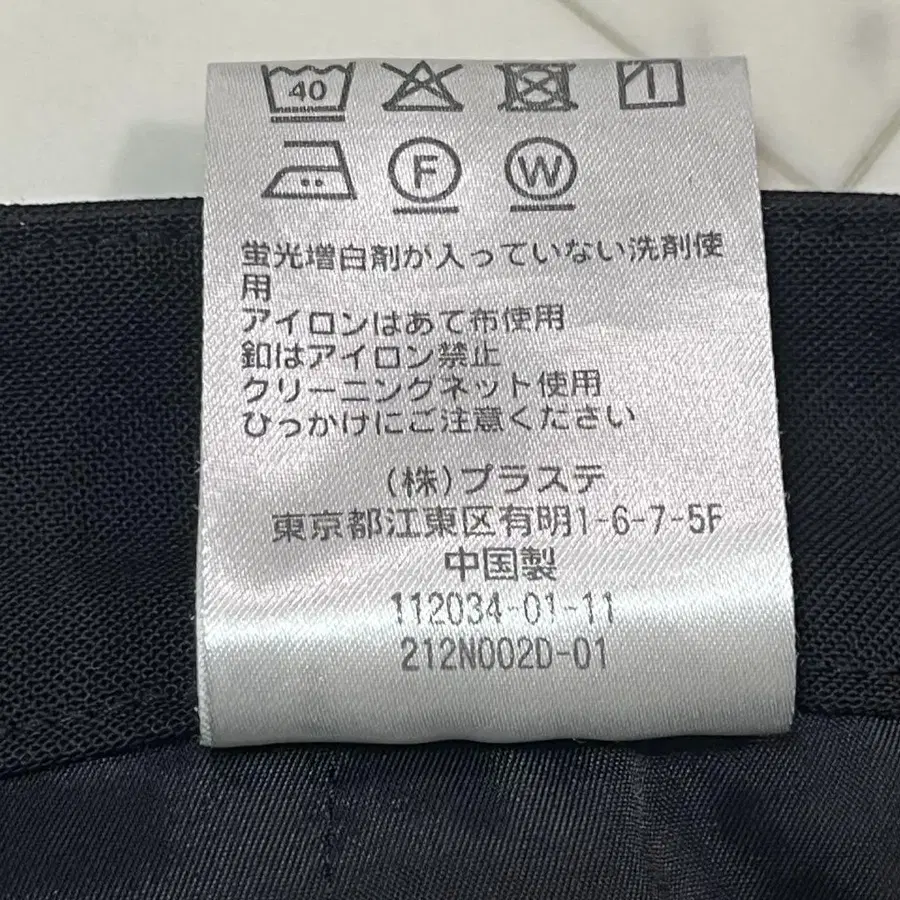 40
F W
蛍光増白剤が入っていない洗剤使
用
アイロンはあて布使用
釦はアイロン禁止
クリーニングネット使用
ひっかけにご注意ください
(株)プラステ
東京都江東区有明1-6-7-5F
中国製
112034-01-11
212N002D-01